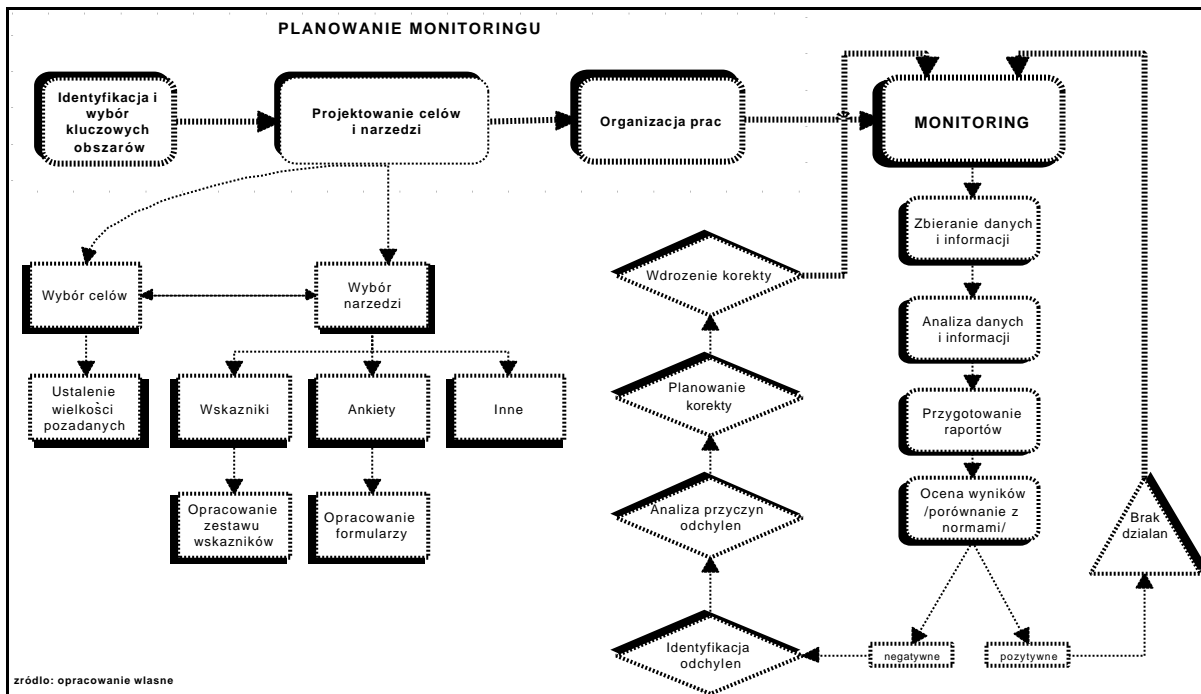 PLANOWANIE MONITORINGU
Identyfikacja i
wybór
kluczowych
obszarów
Projektowanie celów
i narzedzi
Organizacja prac
MONITORING
Zbieranie danych
i informacji
Wybór celów
Wybór
narzedzi
Wdrozenie korekty
Analiza danych
i informacji
Ustalenie
wielkości
pozadanych
Wskazniki
Ankiety
Inne
Planowanie
korekty
Przygotowanie
raportów
Opracowanie
zestawu
wskazników
Opracowanie
formularzy
Analiza przyczyn
odchylen
Ocena wyników
/porównanie z
normami/
Brak
dzialan
Identyfikacja
odchylen
negatywne
pozytywne
zródlo: opracowanie wlasne